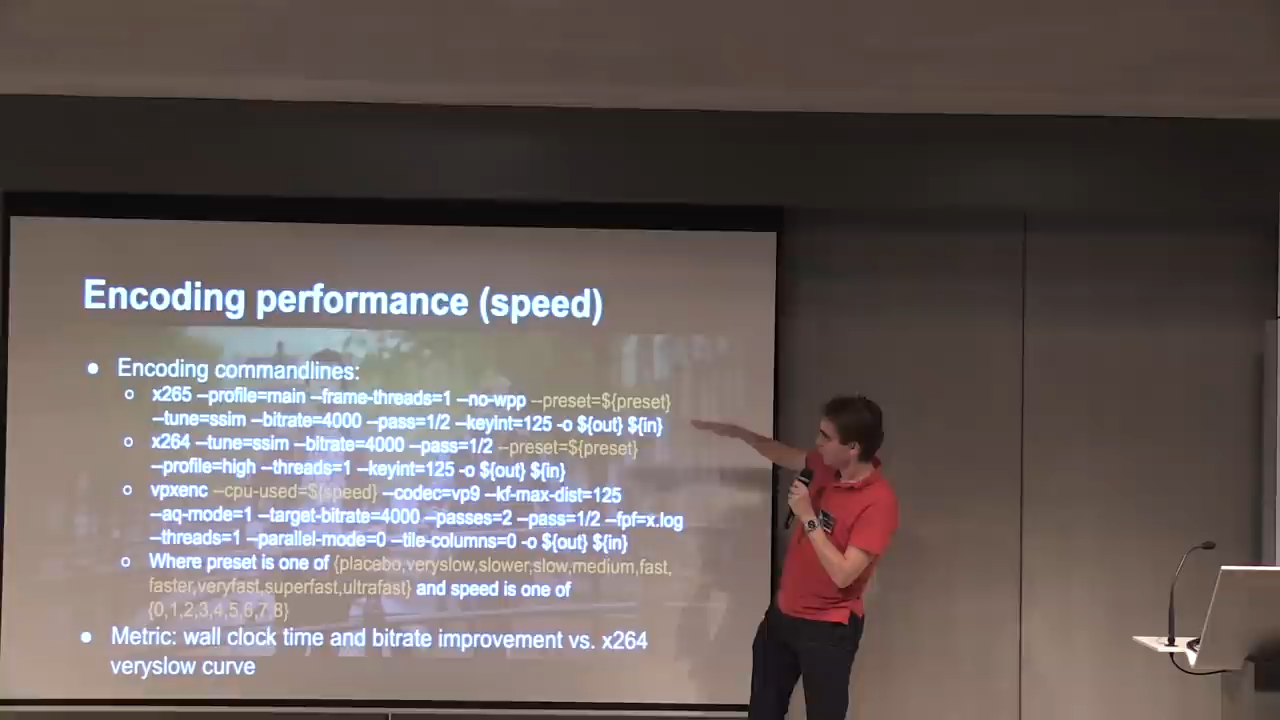 Encoding performance (speed)
● Encoding commandlines:
○ x265 --profile=main --frame-threads=1 --no-wpp --preset=${preset}
--tune=ssim --bitrate=4000 --pass=1/2 --keyint=125 -o ${out} ${in}
○ x264 --tune=ssim --bitrate=4000 --pass=1/2 --preset=${preset}
--profile=high --threads=1 --keyint=125 -o ${out} ${in}
○ vpxenc --cpu-used=${speed} --codec=vp9 --kf-max-dist=125
--aq-mode=1 --target-bitrate=4000 --passes=2 --pass=1/2 --fpf=x.log
--threads=1 --parallel-mode=0 --tile-columns=0 -o ${out} ${in}
○ Where preset is one of {placebo,veryslow,slower,slow,medium,fast,
faster,veryfast,superfast,ultrafast} and speed is one of
{0,1,2,3,4,5,6,7,8}
● Metric: wall clock time and bitrate improvement vs. x264
veryslow curve